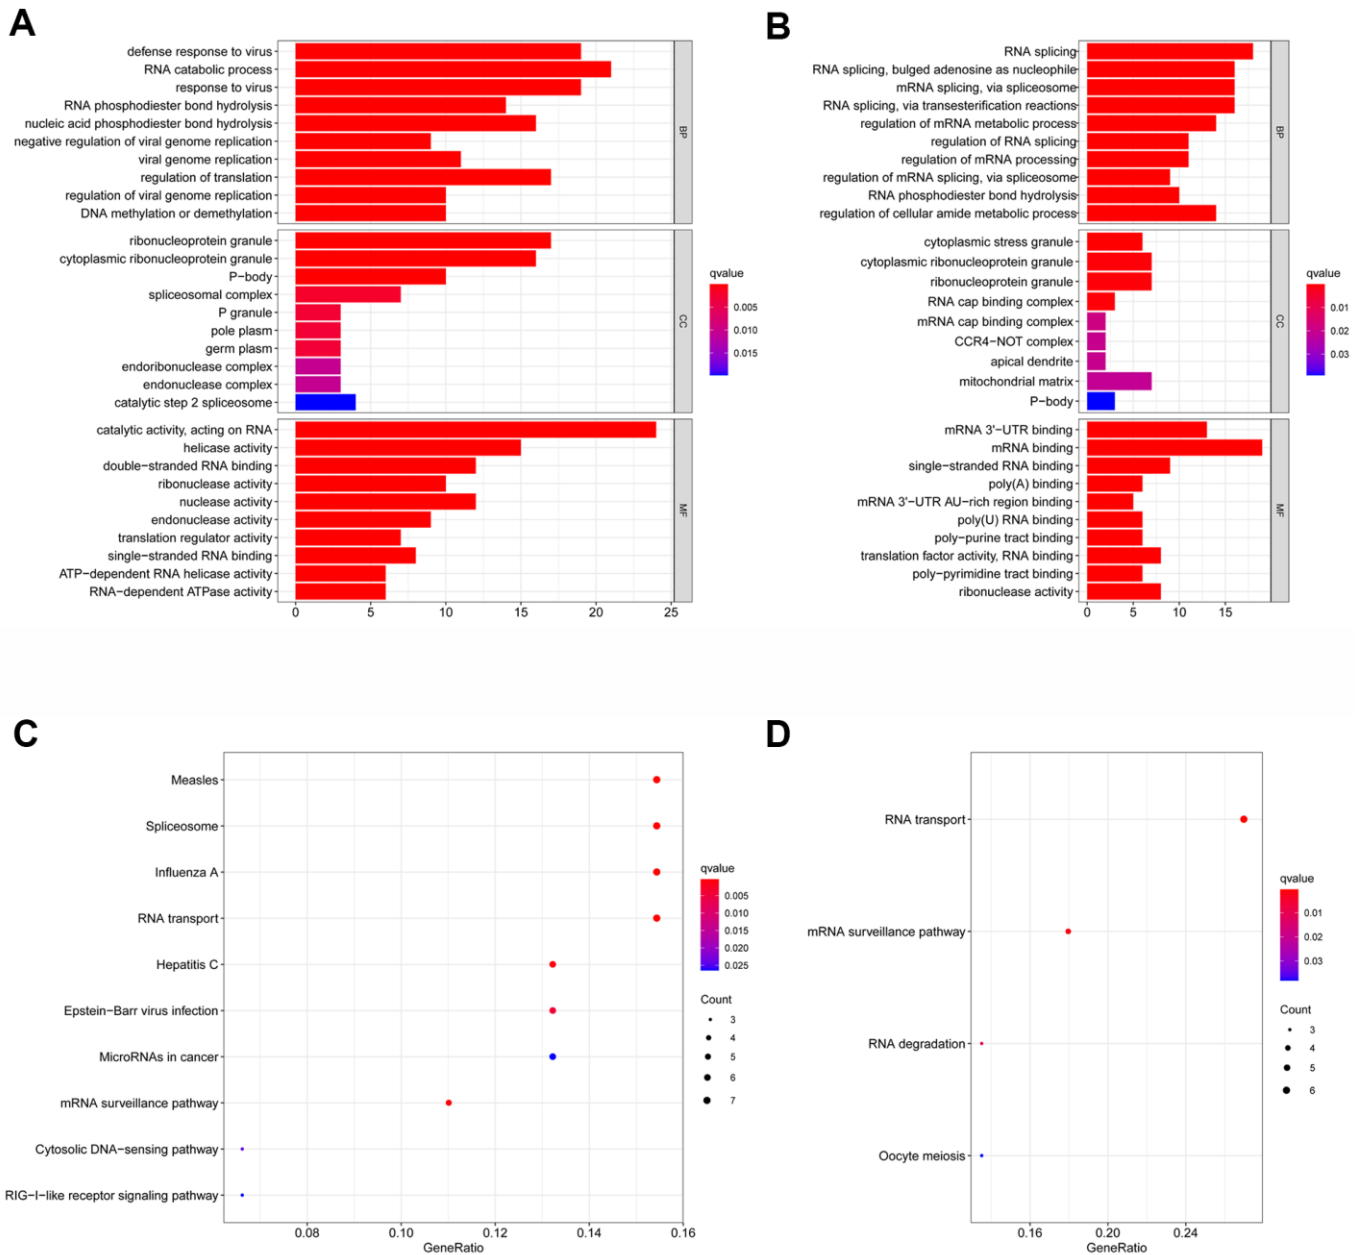 A
defense response to virus
RNA catabolic process
response to virus
RNA phosphodiester bond hydrolysis
nucleic acid phosphodiester bond hydrolysis
negative regulation of viral genome replication
viral genome replication
regulation of translation
regulation of viral genome replication
DNA methylation or demethylation
BP
ribonucleoprotein granule
cytoplasmic ribonucleoprotein granule
P−body
spliceosomal complex
P granule
pole plasm
germ plasm
endoribonuclease complex
endonuclease complex
catalytic step 2 spliceosome
CC
catalytic activity, acting on RNA
helicase activity
double−stranded RNA binding
ribonuclease activity
nuclease activity
endonuclease activity
translation regulator activity
single−stranded RNA binding
ATP−dependent RNA helicase activity
RNA−dependent ATPase activity
MF
0 5 10 15 20 25
qvalue
0.005
0.010
0.015
B
RNA splicing
RNA splicing, bulged adenosine as nucleophile
mRNA splicing, via spliceosome
RNA splicing, via transesterification reactions
regulation of mRNA metabolic process
regulation of RNA splicing
regulation of mRNA processing
regulation of mRNA splicing, via spliceosome
RNA phosphodiester bond hydrolysis
regulation of cellular amide metabolic process
BP
cytoplasmic stress granule
cytoplasmic ribonucleoprotein granule
ribonucleoprotein granule
RNA cap binding complex
mRNA cap binding complex
CCR4−NOT complex
apical dendrite
mitochondrial matrix
P−body
CC
mRNA 3'−UTR binding
mRNA binding
single−stranded RNA binding
poly(A) binding
mRNA 3'−UTR AU−rich region binding
poly(U) RNA binding
poly−purine tract binding
translation factor activity, RNA binding
poly−pyrimidine tract binding
ribonuclease activity
MF
0 5 10 15
qvalue
0.01
0.02
0.03
C
Measles
Spliceosome
Influenza A
RNA transport
Hepatitis C
Epstein−Barr virus infection
MicroRNAs in cancer
mRNA surveillance pathway
Cytosolic DNA−sensing pathway
RIG−I−like receptor signaling pathway
0.08 0.10 0.12 0.14 0.16
GeneRatio
qvalue
0.005
0.010
0.015
0.020
0.025
Count
3
4
5
6
7
D
RNA transport
mRNA surveillance pathway
RNA degradation
Oocyte meiosis
0.16 0.20 0.24
GeneRatio
qvalue
0.01
0.02
0.03
Count
3
4
5
6